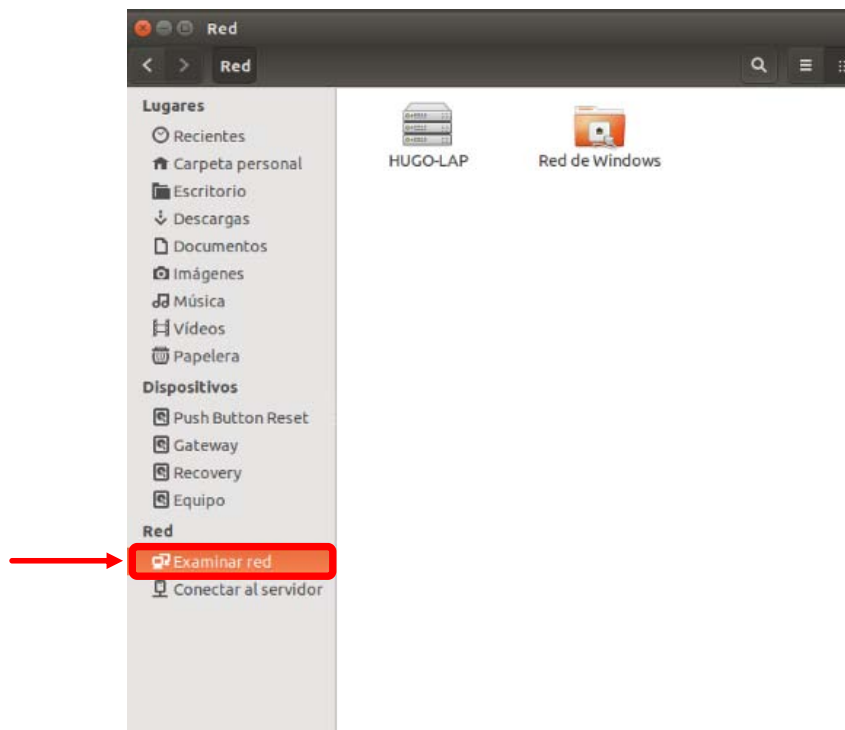 Red
Red
Lugares
Recientes
Carpeta personal
Escritorio
Descargas
Documentos
Imágenes
Música
Vídeos
Papelera
Dispositivos
Push Button Reset
Gateway
Recovery
Equipo
Red
Examinar red
Conectar al servidor
HUGO-LAP
Red de Windows